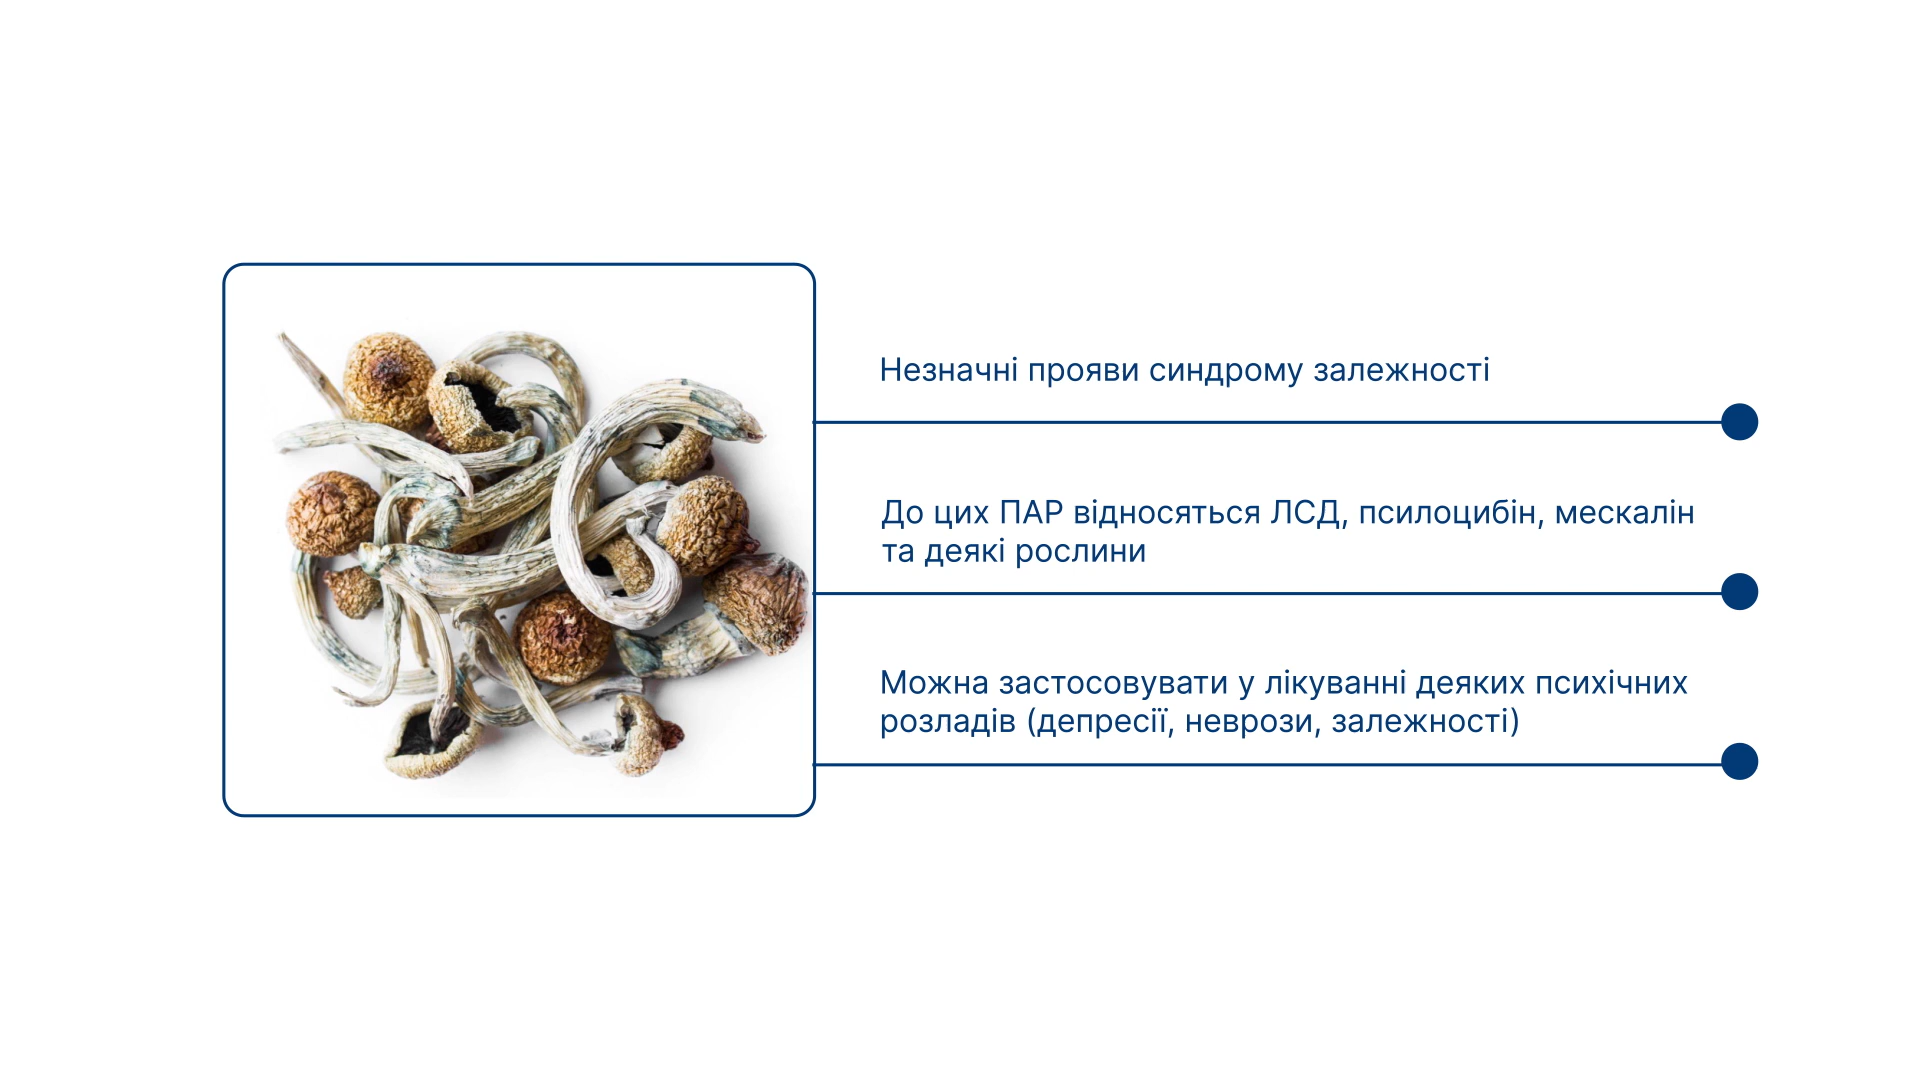 Незначні прояви синдрому залежності
До цих ПАР відносяться ЛСД, псилоцибін, мескалін
та деякі рослини
Можна застосовувати у лікуванні деяких психічних
розладів (депресії, неврози, залежності)